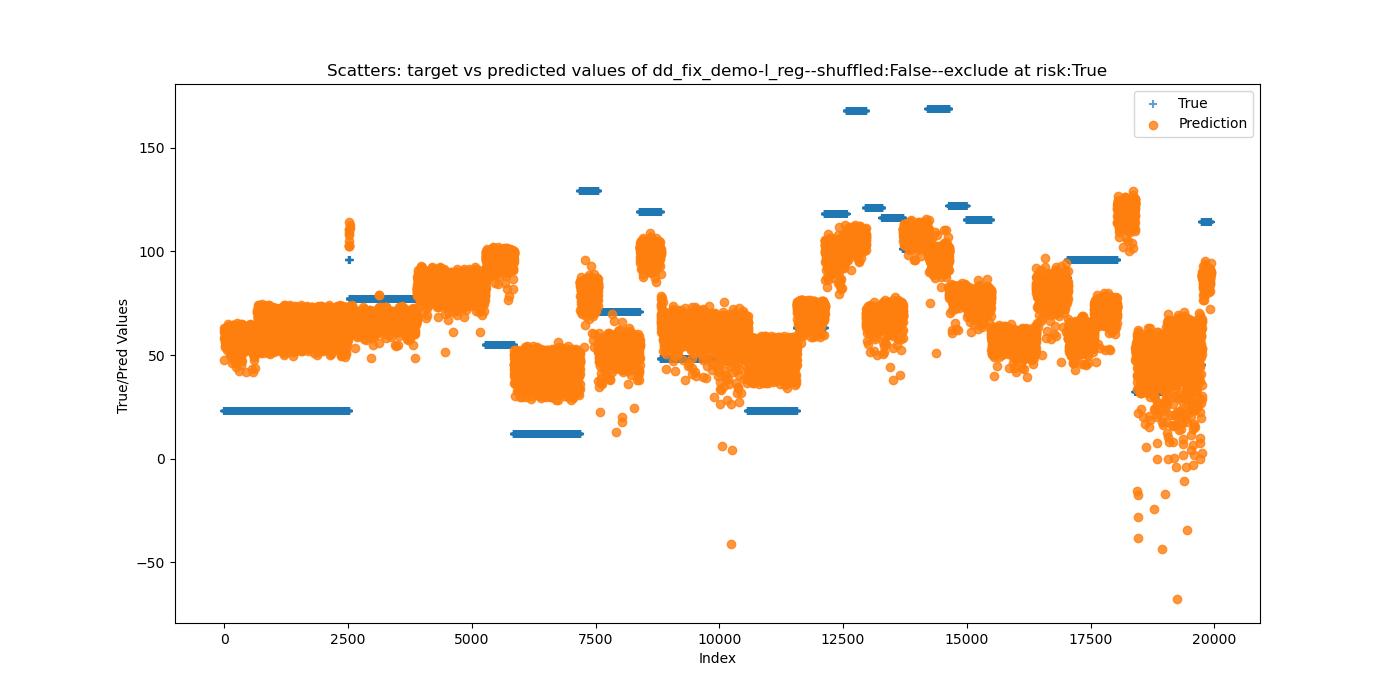 Scatters: target vs predicted values of dd_fix_demo-l_reg--shuffled:False--exclude at risk:True
True
Prediction
150
100
50
0
−50
True/Pred Values
0 2500 5000 7500 10000 12500 15000 17500 20000
Index